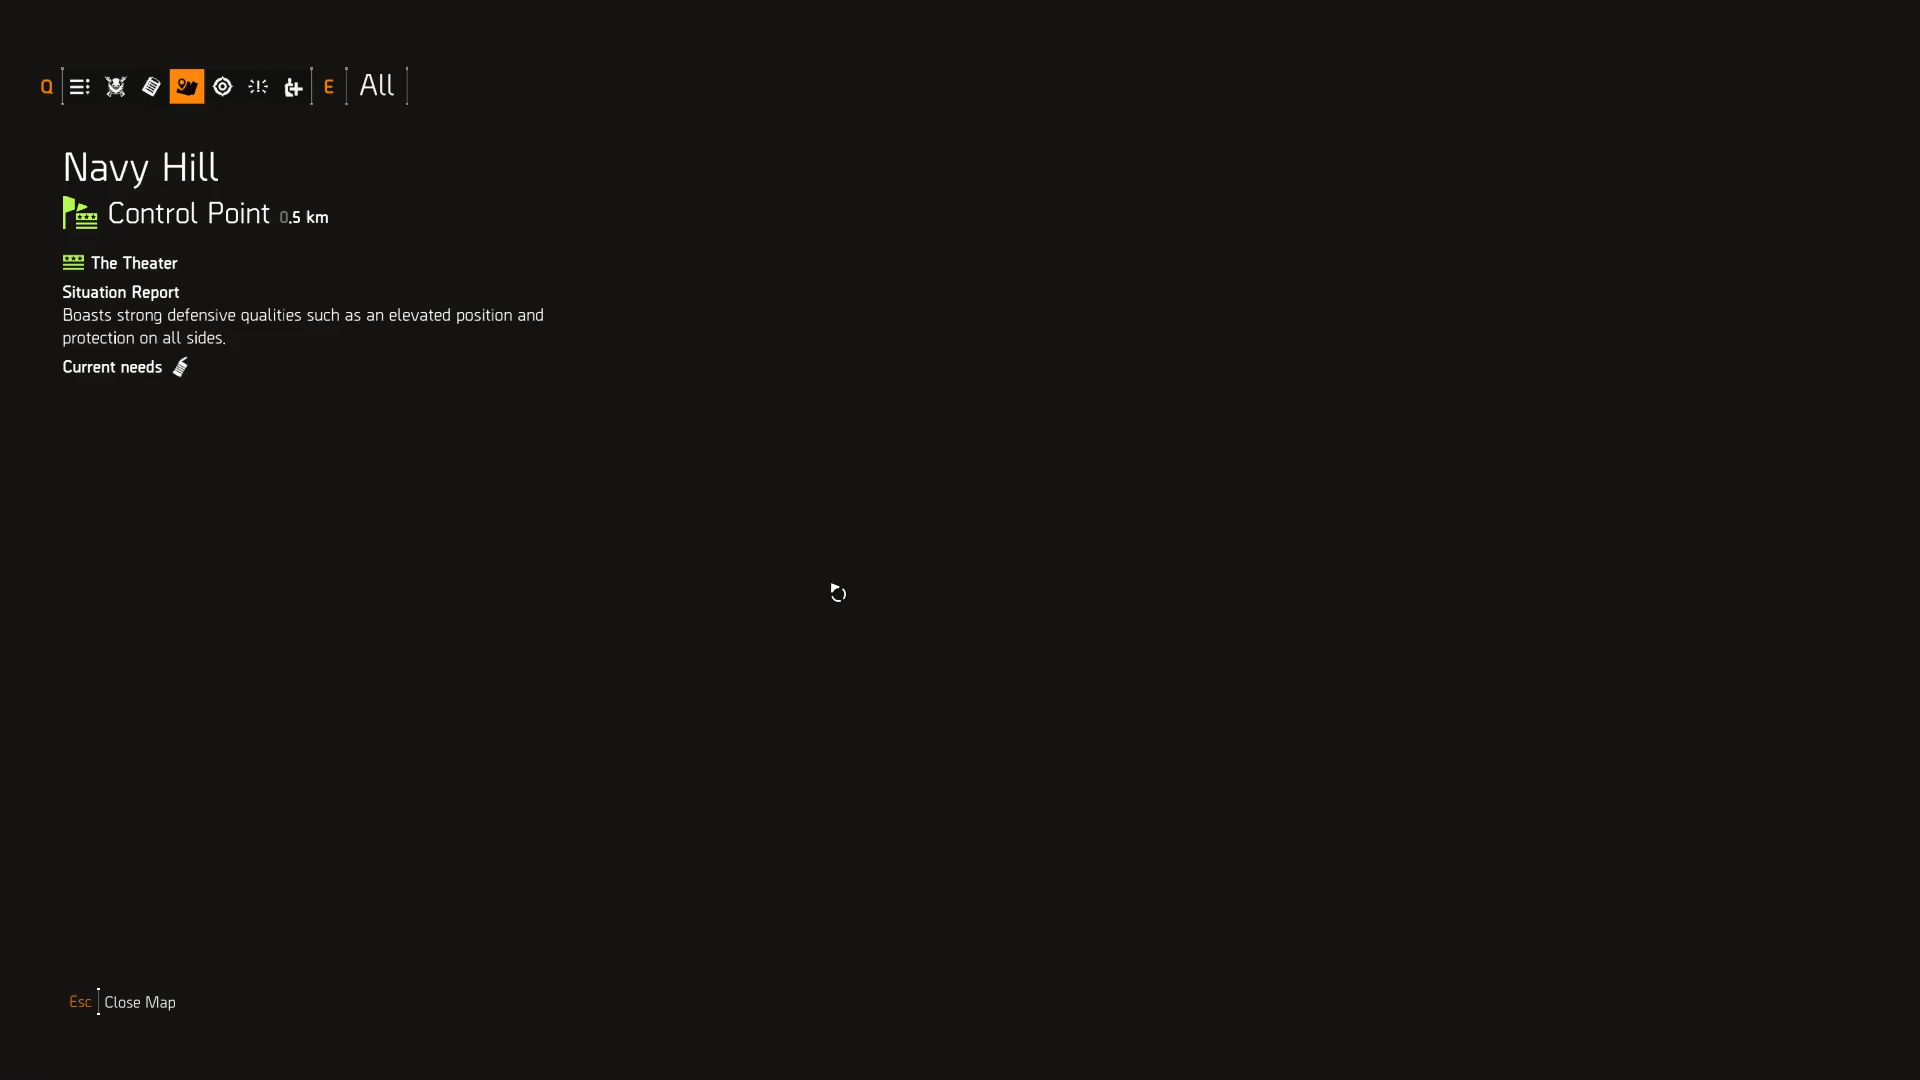 Q E All
Navy Hill
Control Point 0.5 km
The Theater
Situation Report
Boasts strong defensive qualities such as an elevated position and
protection on all sides.
Current needs
Esc Close Map